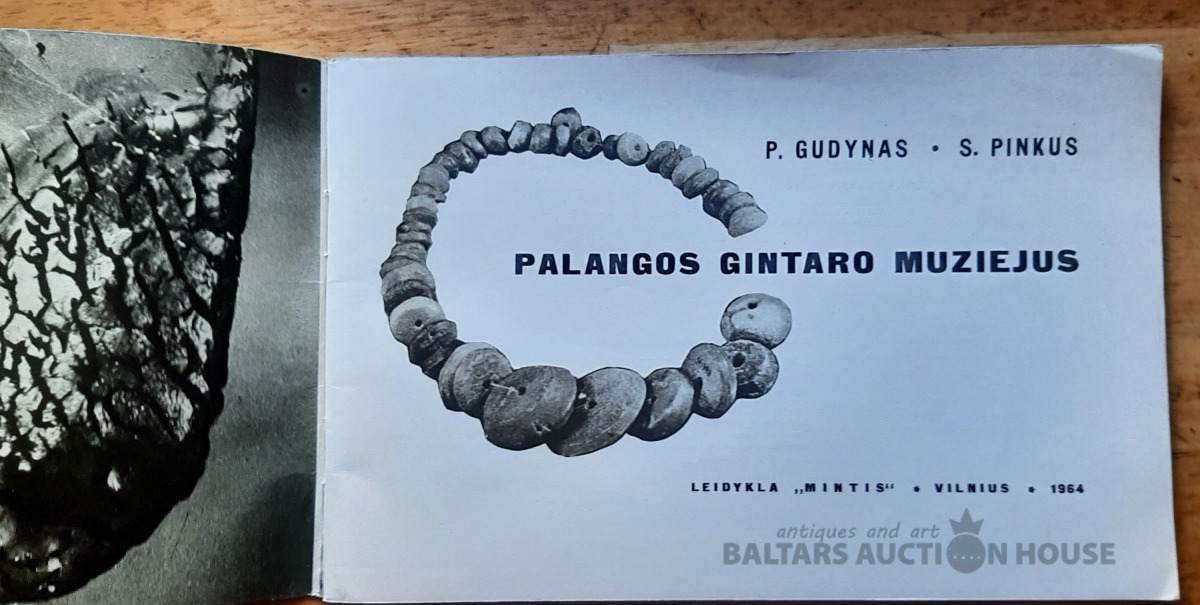 P. GUDYNAS • S. PINKUS
PALANGOS GINTARO MUZIEJUS
LEIDYKLA „MINTIS“ * VILNIUS * 1964
antiques and art
BALTARS AUCTION HOUSE